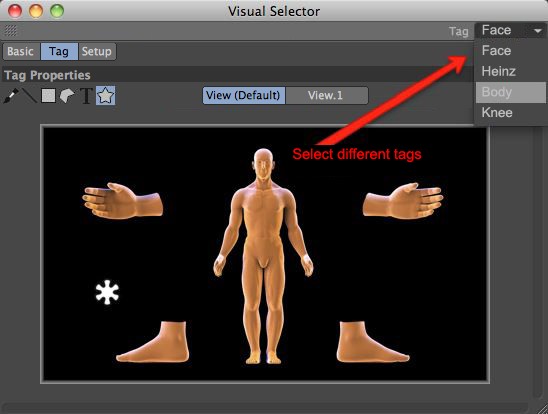 Visual Selector
Tag Face
Basic Tag Setup
Face
Heinz
Body
Knee
Tag Properties
T
View (Default) View.1
Select different tags